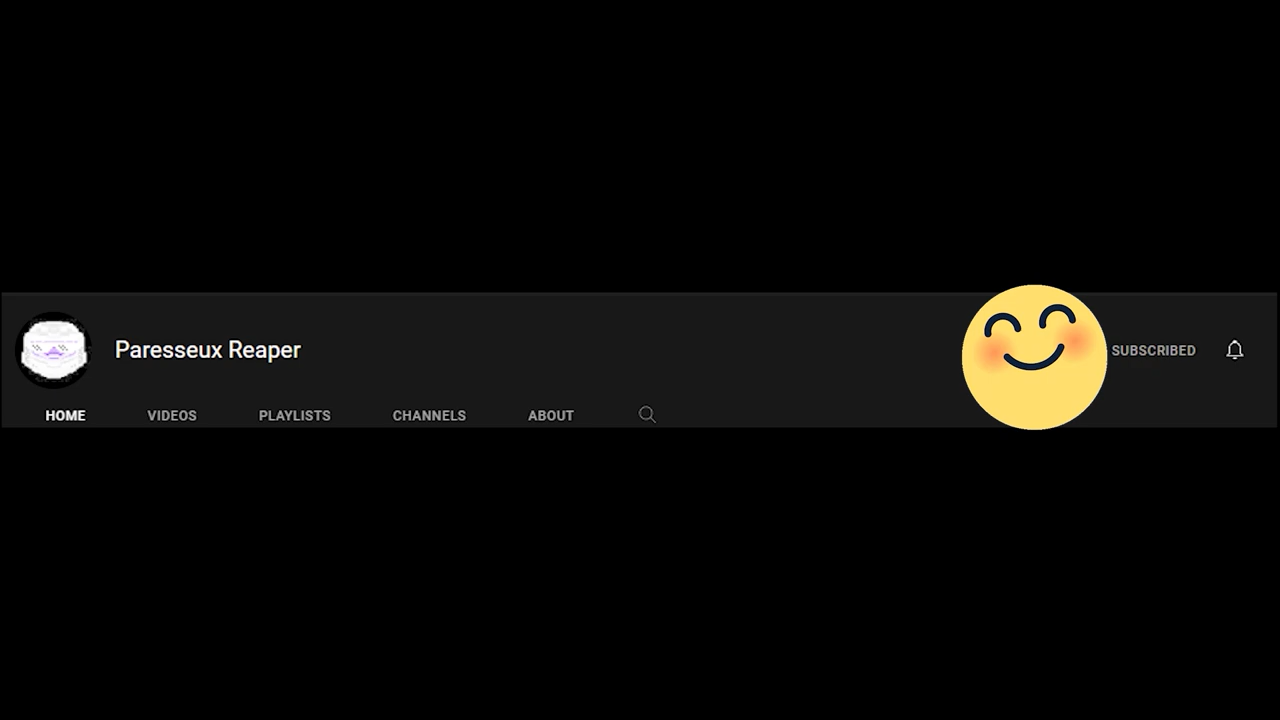 Paresseux Reaper
SUBSCRIBED
HOME VIDEOS PLAYLISTS CHANNELS ABOUT